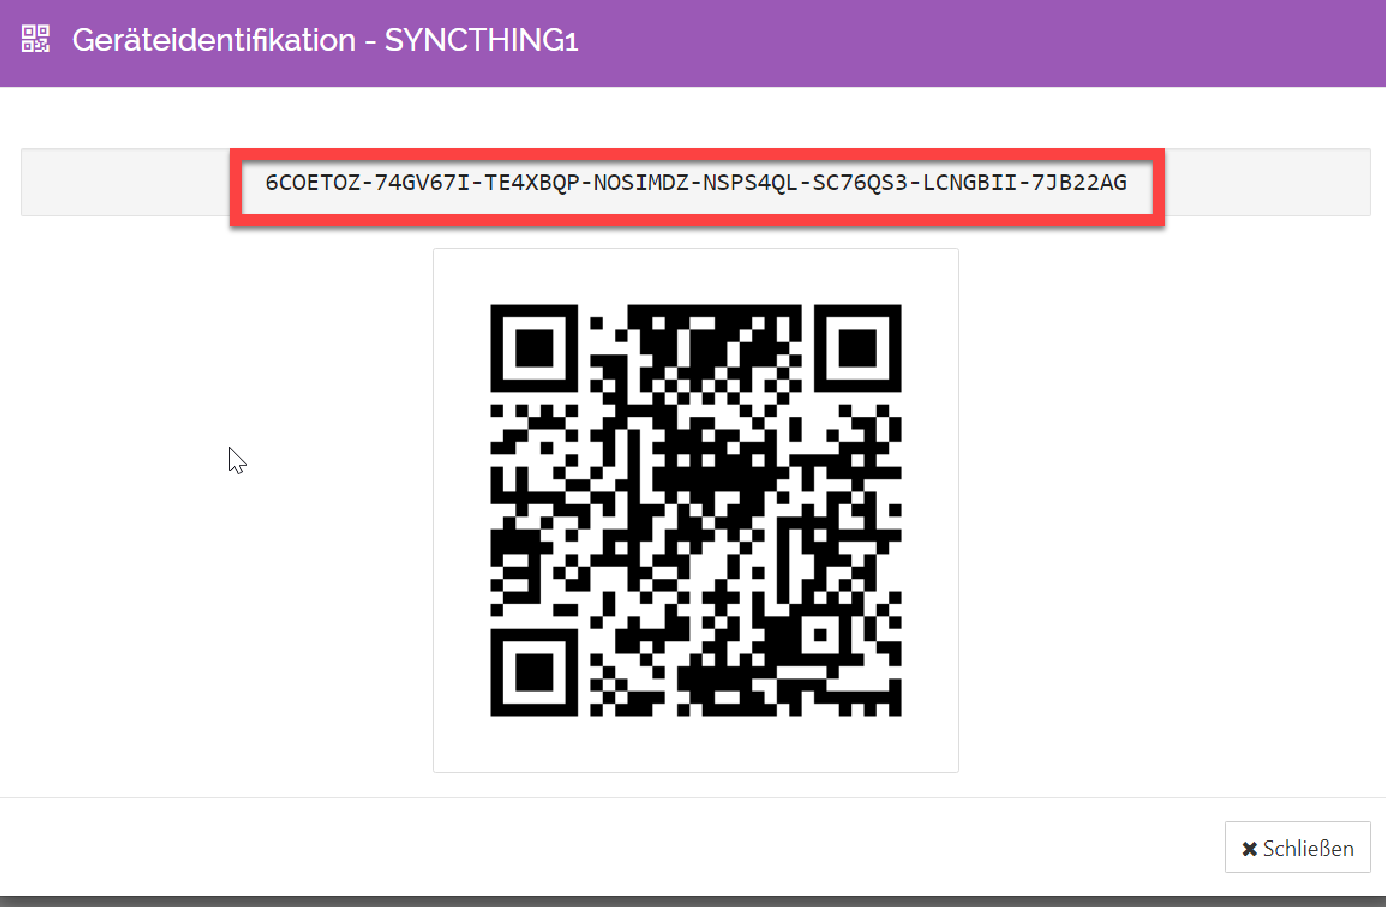 Geräteidentifikation - SYNCTHING1
6COETOZ-74GV67I-TE4XBQP-NOSIMDZ-NSPS4QL-SC76QS3-LCNGBII-7JB22AG
Schließen